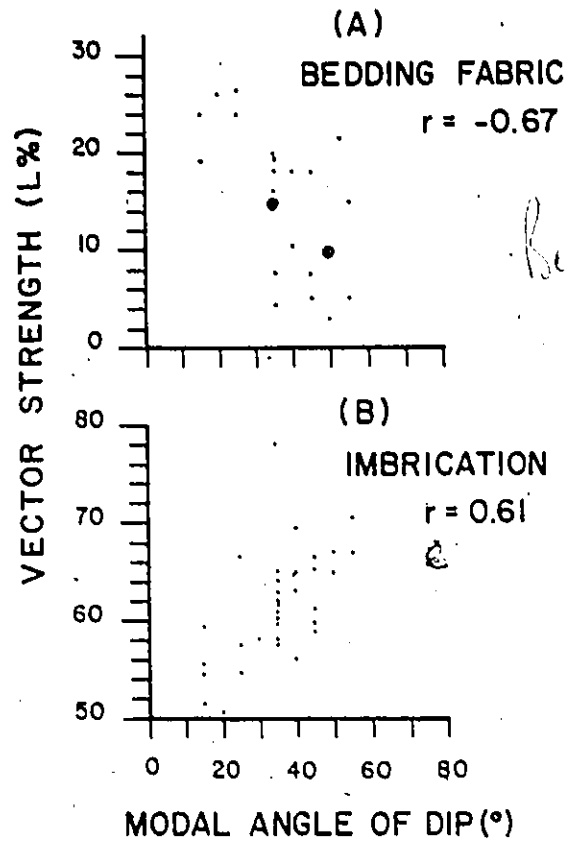 (A)
BEDDING FABRIC
r = -0.67
30
20
10
0
VECTOR STRENGTH (L%)
(B)
IMBRICATION
r = 0.61
80
70
60
50
0 20 40 60 80
MODAL ANGLE OF DIP (°)